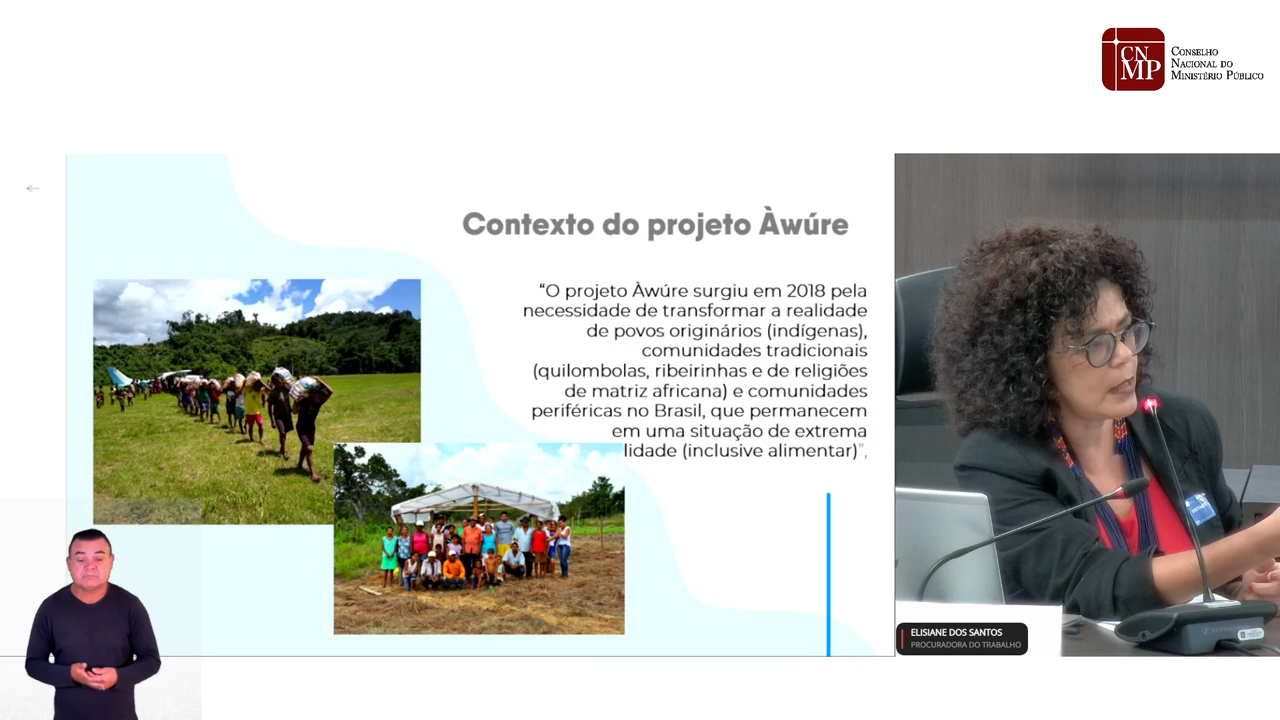 CN
MP
CONSELHO
NACIONAL DO
MINISTÉRIO PÚBLICO
Contexto do projeto Àwúre
“O projeto Àwúre surgiu em 2018 pela
necessidade de transformar a realidade
de povos originários (indígenas),
comunidades tradicionais
(quilombolas, ribeirinhas e de religiões
de matriz africana) e comunidades
periféricas no Brasil, que permanecem
em uma situação de extrema
lidade (inclusive alimentar)”,
ELISIANE DOS SANTOS
PROCURADORA DO TRABALHO